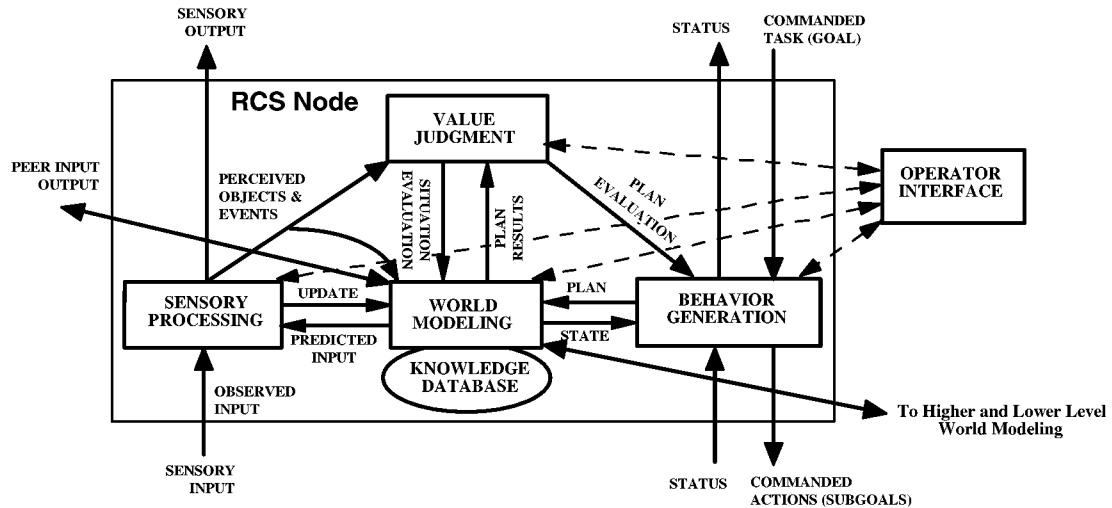 SENSORY
OUTPUT
STATUS
COMMANDED
TASK (GOAL)
RCS Node
VALUE
JUDGMENT
PEER INPUT
OUTPUT
PERCEIVED
OBJECTS &
EVENTS
SITUATION
EVALUATION
PLAN
RESULTS
PLAN
EVALUATION
OPERATOR
INTERFACE
SENSORY
PROCESSING
UPDATE
PREDICTED
INPUT
WORLD
MODELING
PLAN
STATE
BEHAVIOR
GENERATION
KNOWLEDGE
DATABASE
OBSERVED
INPUT
To Higher and Lower Level
World Modeling
SENSORY
INPUT
STATUS
COMMANDED
ACTIONS (SUBGOALS)